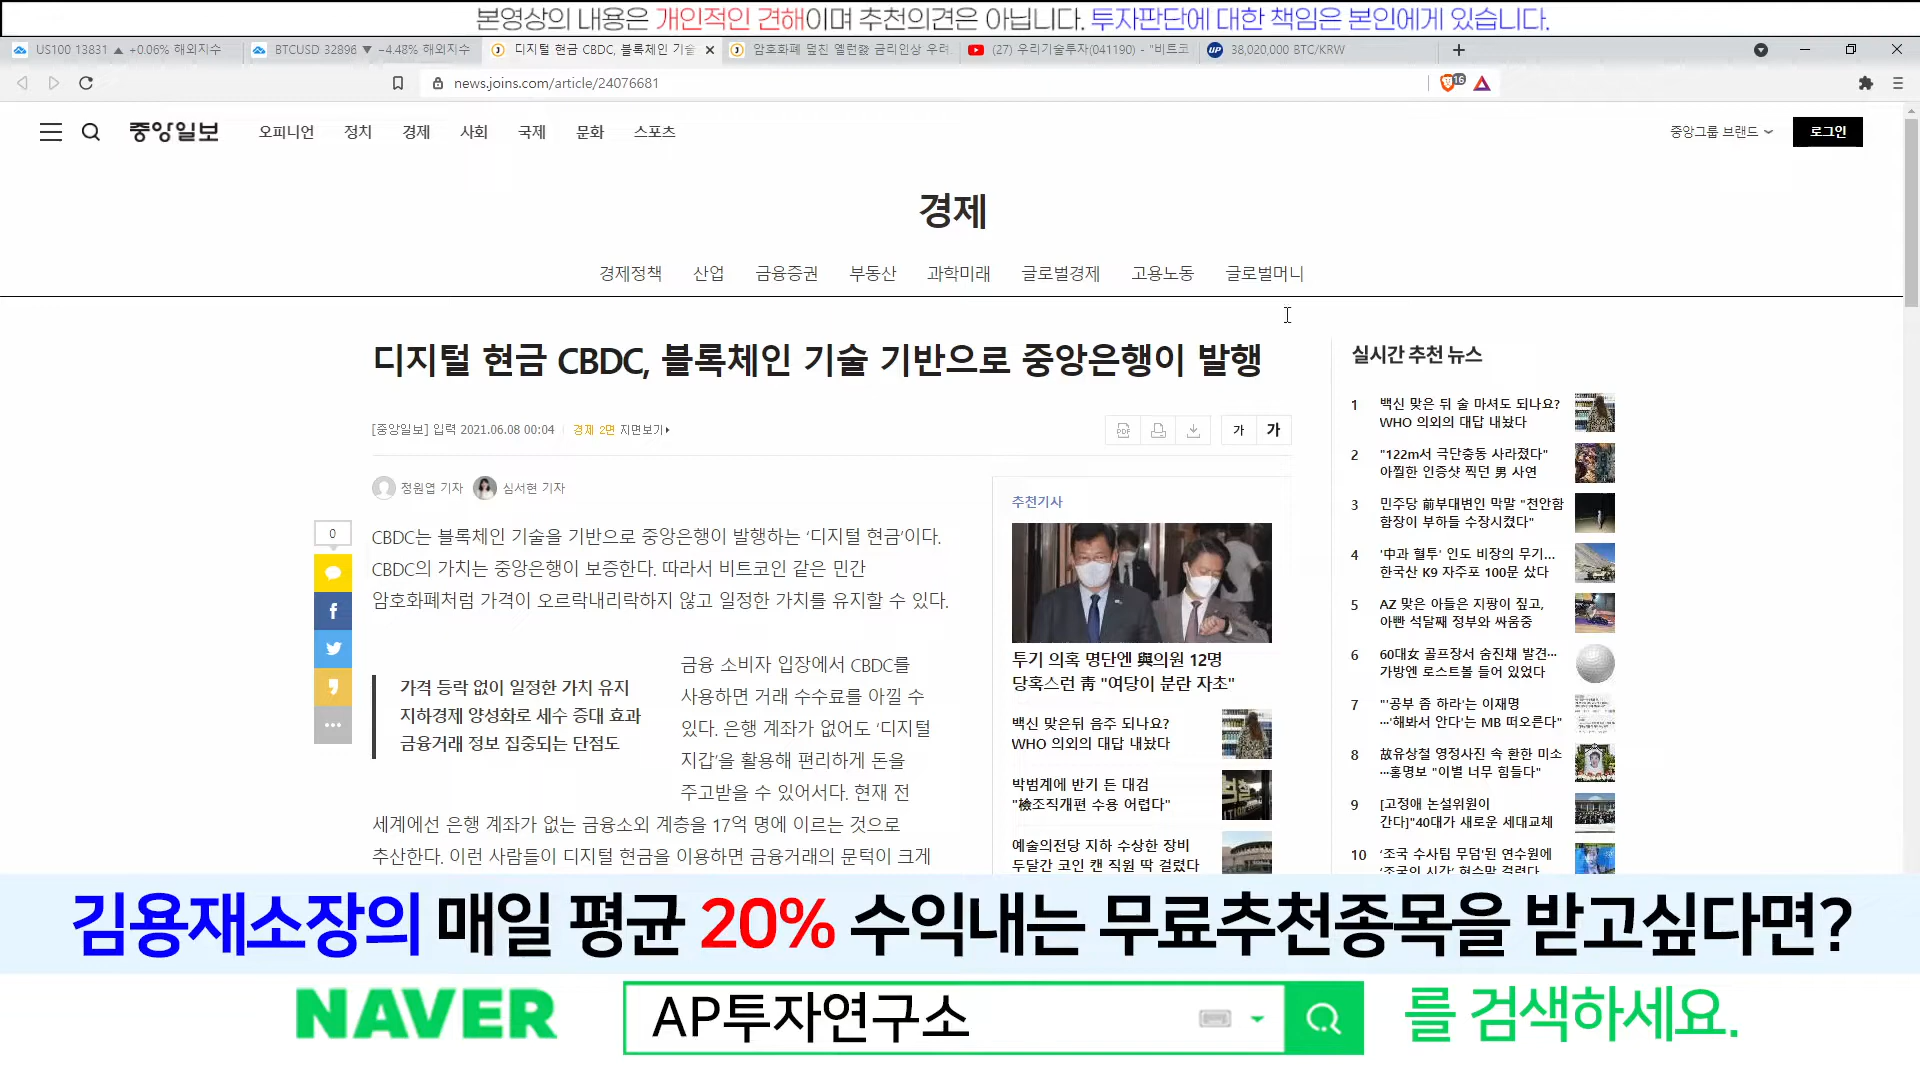 본영상의 내용은 개인적인 견해이며 추천의견은 아닙니다. 투자판단에 대한 책임은 본인에게 있습니다.
US100 13831 ▲ +0.06% 해외지수
BTCUSD 32896 ▼ −4.48% 해외지수
디지털 현금 CBDC, 블록체인 기술
암호화폐 덮친 옐런發 금리인상 우려
(27) 우리기술투자(041190) - "비트코
38,020,000 BTC/KRW
news.joins.com/article/24076681
16
중앙일보
오피니언 정치 경제 사회 국제 문화 스포츠
중앙그룹 브랜드
로그인
경제
경제정책 산업 금융증권 부동산 과학미래 글로벌경제 고용노동 글로벌머니
디지털 현금 CBDC, 블록체인 기술 기반으로 중앙은행이 발행
[중앙일보] 입력 2021.06.08 00:04
경제 2면 지면보기
PDF
가 가
정원엽 기자 심서현 기자
0
CBDC는 블록체인 기술을 기반으로 중앙은행이 발행하는 ‘디지털 현금’이다.
CBDC의 가치는 중앙은행이 보증한다. 따라서 비트코인 같은 민간
암호화폐처럼 가격이 오르락내리락하지 않고 일정한 가치를 유지할 수 있다.
가격 등락 없이 일정한 가치 유지
지하경제 양성화로 세수 증대 효과
금융거래 정보 집중되는 단점도
금융 소비자 입장에서 CBDC를
사용하면 거래 수수료를 아낄 수
있다. 은행 계좌가 없어도 ‘디지털
지갑’을 활용해 편리하게 돈을
주고받을 수 있어서다. 현재 전
세계에선 은행 계좌가 없는 금융소외 계층을 17억 명에 이르는 것으로
추산한다. 이런 사람들이 디지털 현금을 이용하면 금융거래의 문턱이 크게
추천기사
투기 의혹 명단엔 與의원 12명
당혹스런 靑 "여당이 분란 자초"
백신 맞은뒤 음주 되나요?
WHO 의외의 대답 내놨다
박범계에 반기 든 대검
"檢조직개편 수용 어렵다"
예술의전당 지하 수상한 장비
두달간 코인 캔 직원 딱 걸렸다
실시간 추천 뉴스
1 백신 맞은 뒤 술 마셔도 되나요?
WHO 의외의 대답 내놨다
2 "122m서 극단충동 사라졌다"
아찔한 인증샷 찍던 男 사연
3 민주당 前부대변인 막말 "천안함
함장이 부하들 수장시켰다"
4 '中과 혈투' 인도 비장의 무기…
한국산 K9 자주포 100문 샀다
5 AZ 맞은 아들은 지팡이 짚고,
아빤 석달째 정부와 싸움중
6 60대女 골프장서 숨진채 발견…
가방엔 로스트볼 들어 있었다
7 "'공부 좀 하라'는 이재명
…'해봐서 안다'는 MB 떠오른다"
8 故유상철 영정사진 속 환한 미소
…홍명보 "이별 너무 힘들다"
9 [고정애 논설위원이
간다]"40대가 새로운 세대교체
10 ‘조국 수사팀 무덤'된 연수원에
김용재소장의 매일 평균 20% 수익내는 무료추천종목을 받고싶다면?
NAVER AP투자연구소 를 검색하세요.